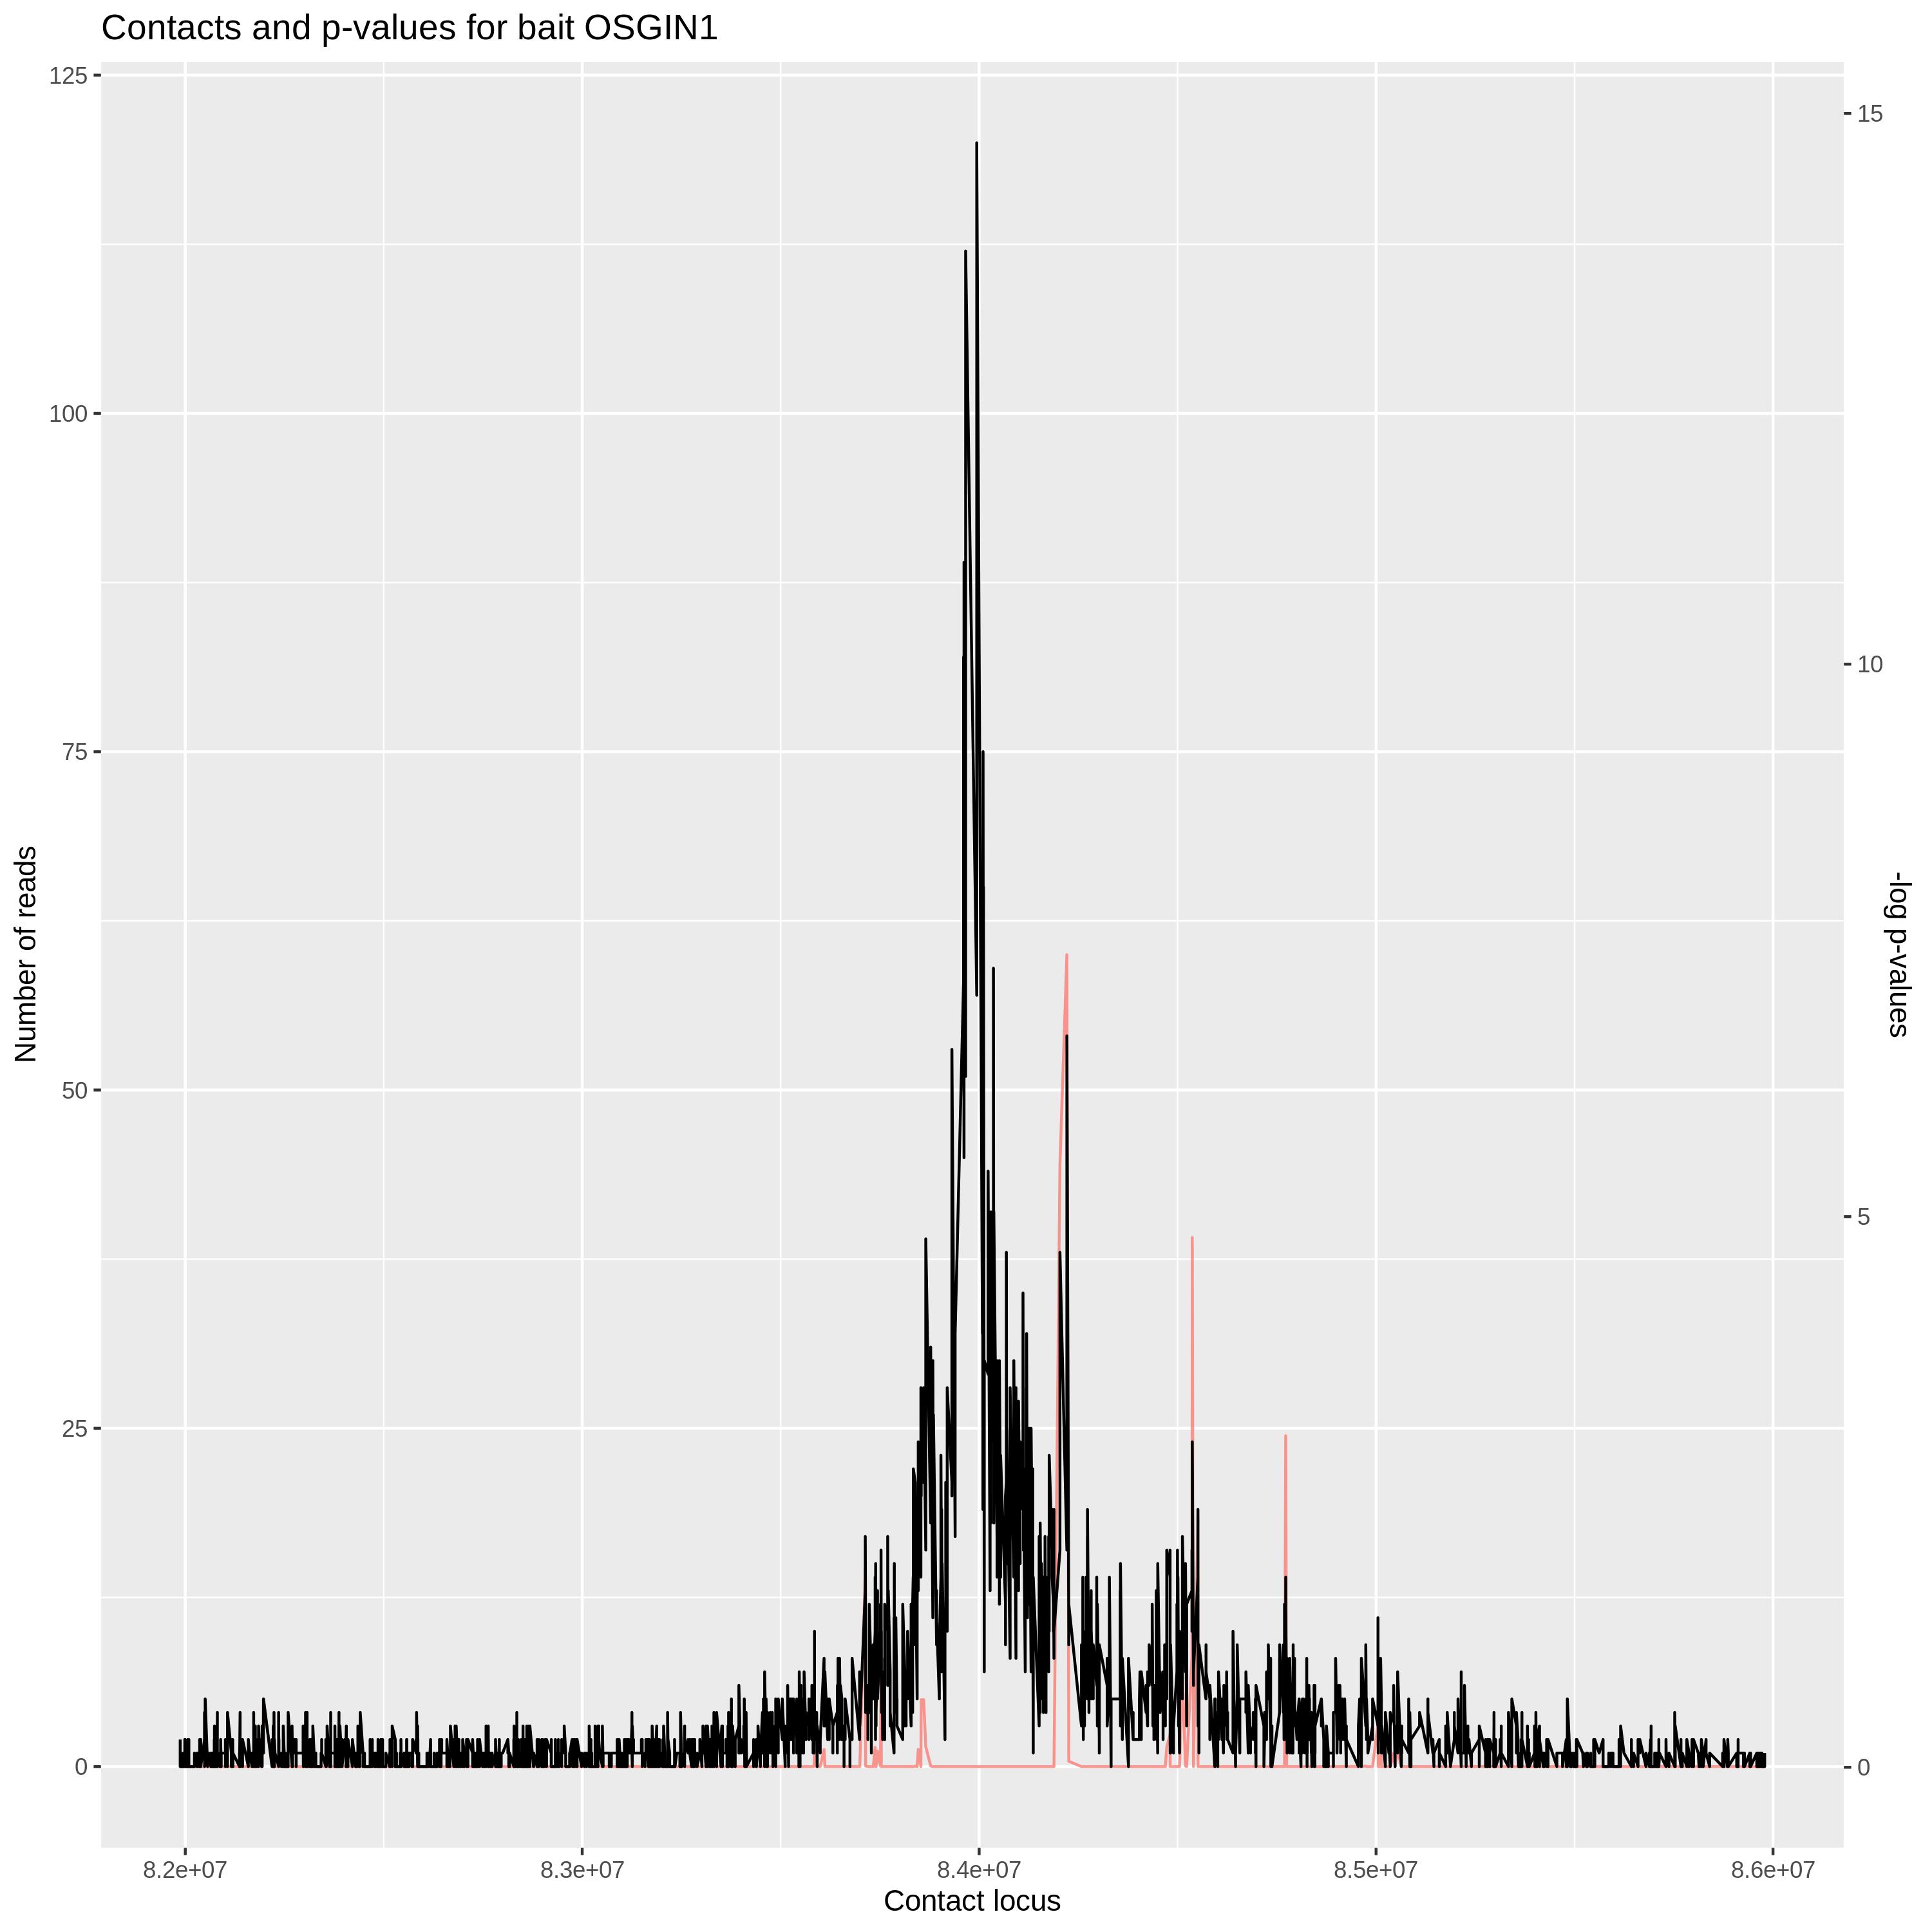 Contacts and p-values for bait OSGIN1
125
100
75
50
25
0
Number of reads
15
10
5
0
-log p-values
8.2e+07
8.3e+07
8.4e+07
8.5e+07
8.6e+07
Contact locus